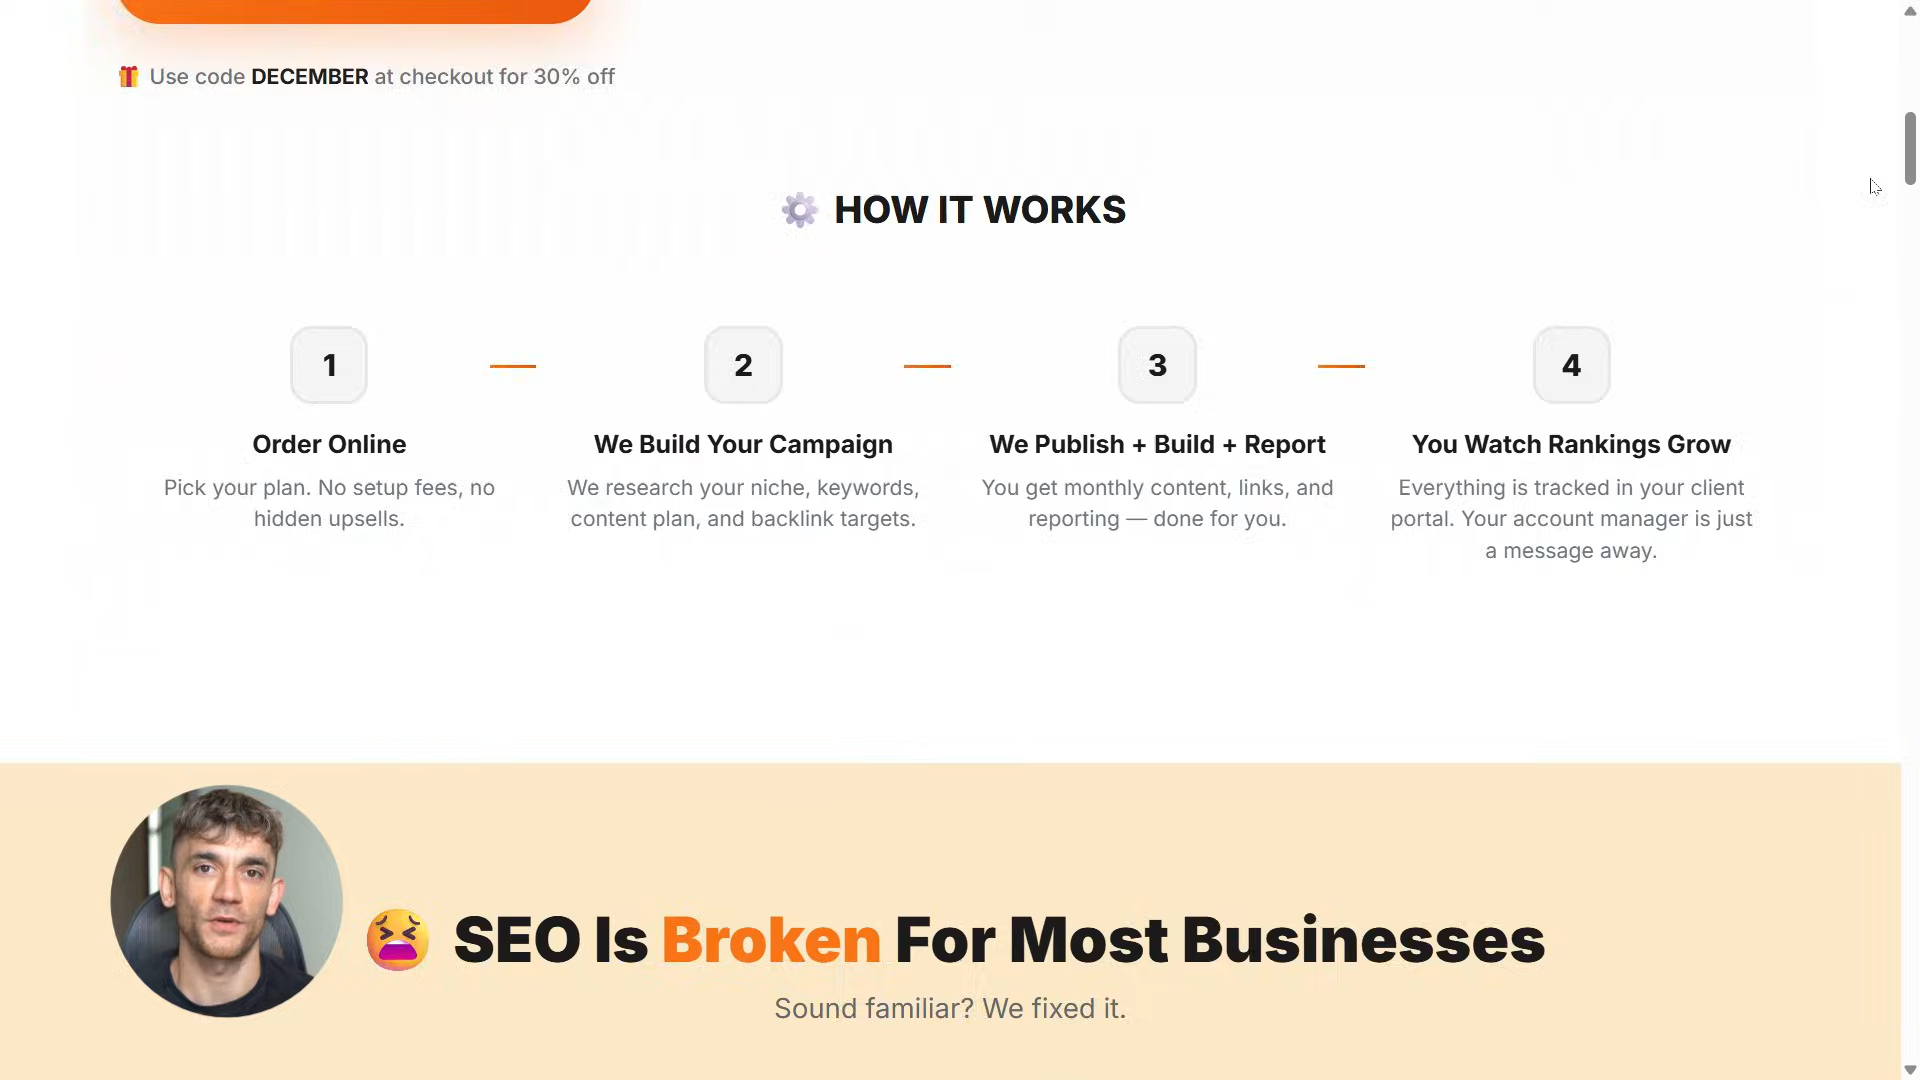 Use code DECEMBER at checkout for 30% off
HOW IT WORKS
1
Order Online
Pick your plan. No setup fees, no
hidden upsells.
2
We Build Your Campaign
We research your niche, keywords,
content plan, and backlink targets.
3
We Publish + Build + Report
You get monthly content, links, and
reporting — done for you.
4
You Watch Rankings Grow
Everything is tracked in your client
portal. Your account manager is just
a message away.
SEO Is Broken For Most Businesses
Sound familiar? We fixed it.